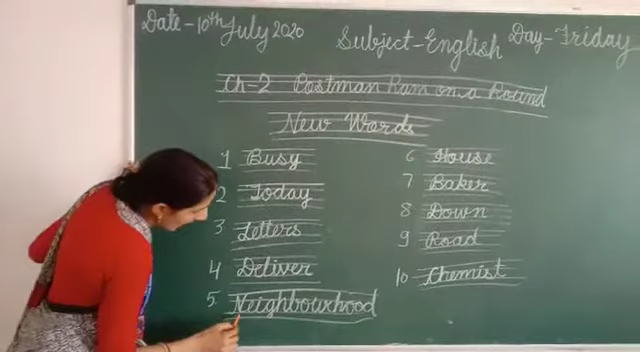 Date-10th July 2020 Subject-English Day-Friday
Ch-2 Postman Ram on a Round
New Words
1 Busy
2 Today
3 Letters
4 Deliver
5. Neighbourhood
6 House
7 Baker
8 Down
9 Road
10 Chemist